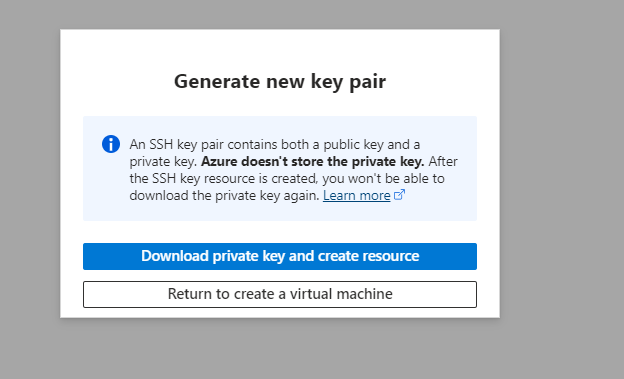 Generate new key pair
An SSH key pair contains both a public key and a
private key. Azure doesn't store the private key. After
the SSH key resource is created, you won't be able to
download the private key again. Learn more
Download private key and create resource
Return to create a virtual machine